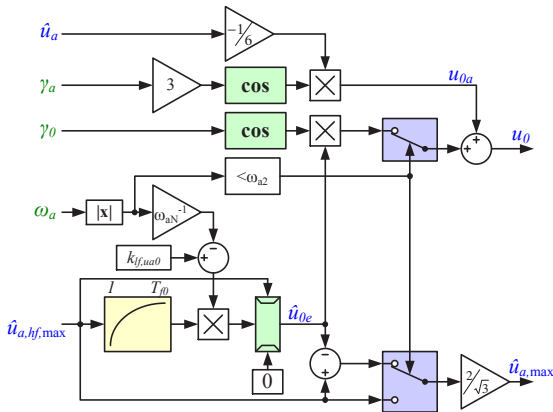 û_a
−1/6
γ_a
3
cos
u_0a
γ_0
cos
u_0
+
+
<ω_a2
ω_a
|x|
ω_aN^-1
k_lf,ua0
−
+
1 T_f0
û_0e
û_a,hf,max
−
+
0
2/√3
û_a,max